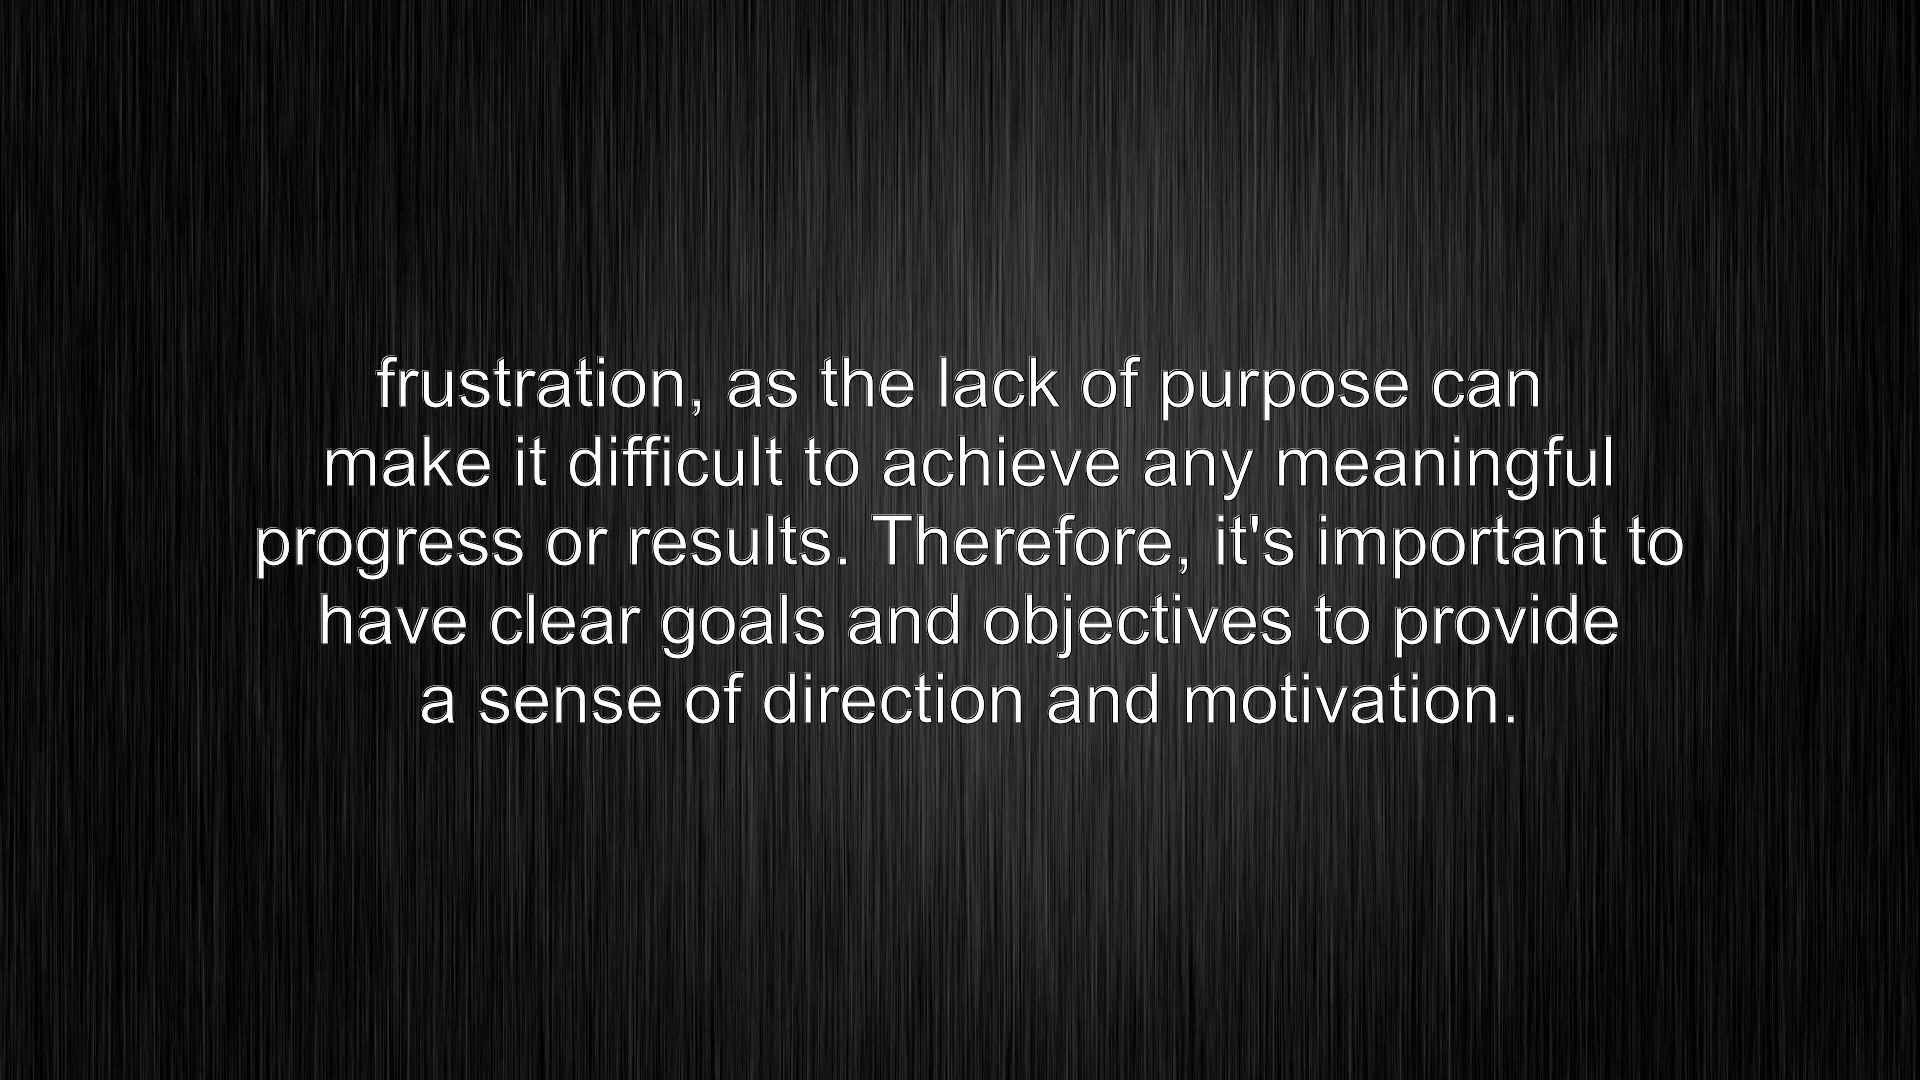 frustration, as the lack of purpose can
make it difficult to achieve any meaningful
progress or results. Therefore, it's important to
have clear goals and objectives to provide
a sense of direction and motivation.